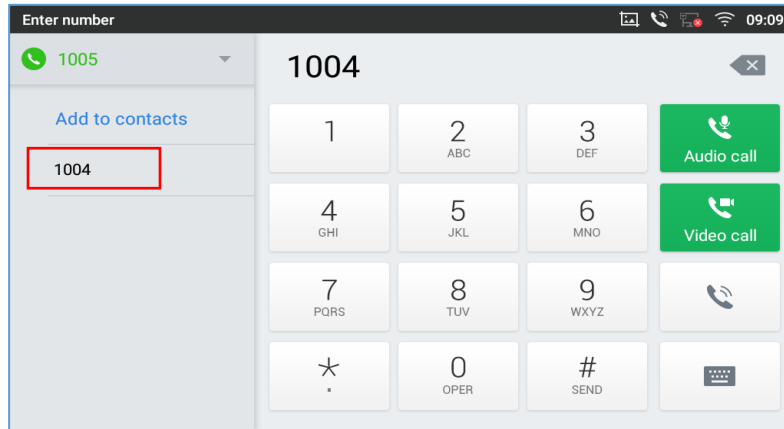 Enter number
09:09
1005
1004
Add to contacts
1004
1
2
ABC
3
DEF
Audio call
4
GHI
5
JKL
6
MNO
Video call
7
PQRS
8
TUV
9
WXYZ
*
.
0
OPER
#
SEND